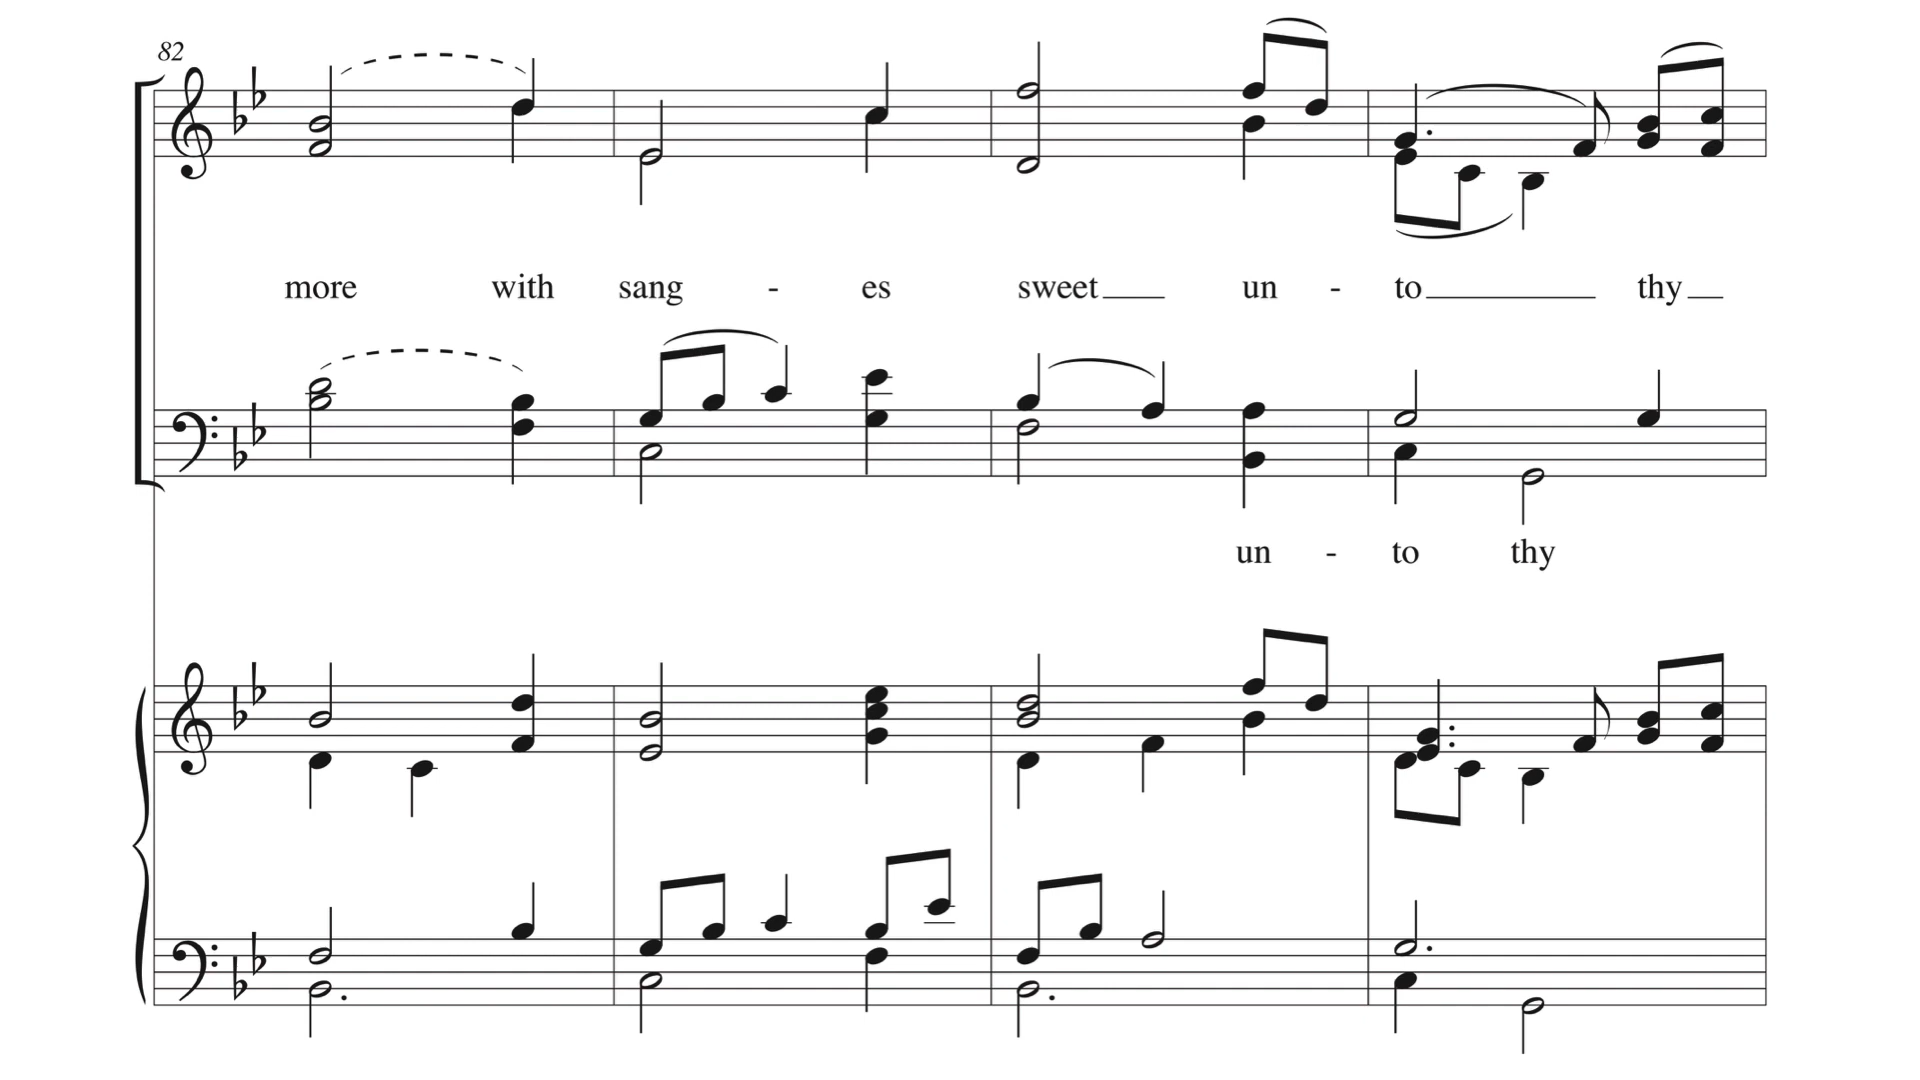 82
more with sang - es sweet un - to thy
un - to thy